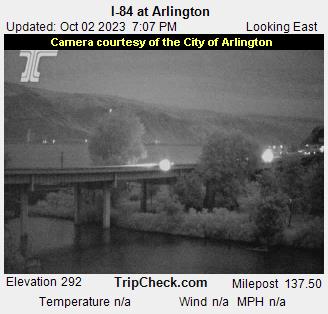 I-84 at Arlington
Updated: Oct 02 2023 7:07 PM Looking East
Camera courtesy of the City of Arlington
Elevation 292 TripCheck.com Milepost 137.50
Temperature n/a Wind n/a MPH n/a